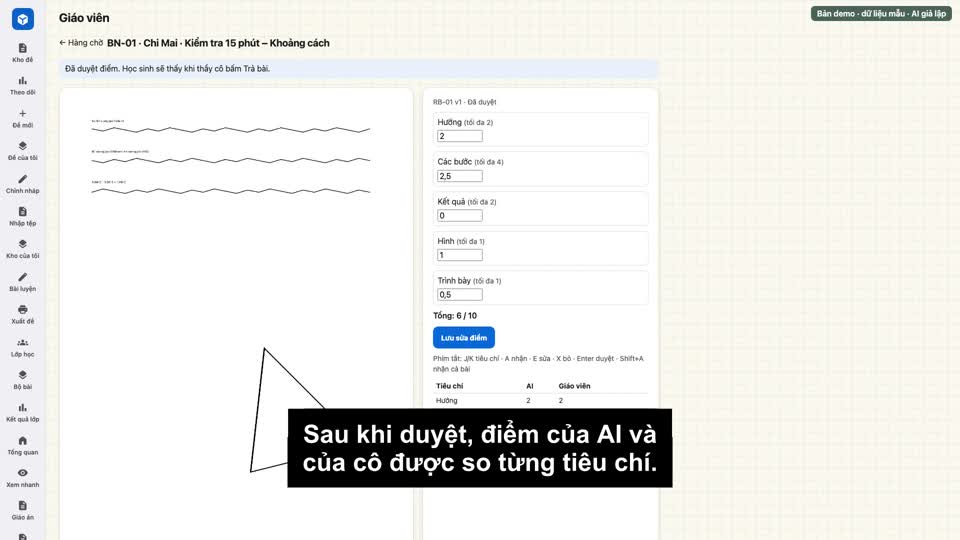 Giáo viên
Bản demo · dữ liệu mẫu · AI giả lập
← Hàng chờ BN-01 · Chi Mai · Kiểm tra 15 phút – Khoảng cách
Đã duyệt điểm. Học sinh sẽ thấy khi thầy cô bấm Trả bài.
Kho đề
Theo dõi
Đề mới
Đề của tôi
Chỉnh nháp
Nhập tệp
Kho của tôi
Bài luyện
Xuất đề
Lớp học
Bộ bài
Kết quả lớp
Tổng quan
Xem nhanh
Giáo án
RB-01 v1 · Đã duyệt
Hướng (tối đa 2)
2
Các bước (tối đa 4)
2,5
Kết quả (tối đa 2)
0
Hình (tối đa 1)
1
Trình bày (tối đa 1)
0,5
Tổng: 6 / 10
Lưu sửa điểm
Phím tắt: J/K tiêu chí · A nhận · E sửa · X bỏ · Enter duyệt · Shift+A
nhận cả bài
Tiêu chí AI Giáo viên
Hướng 2 2
Sau khi duyệt, điểm của AI và
của cô được so từng tiêu chí.